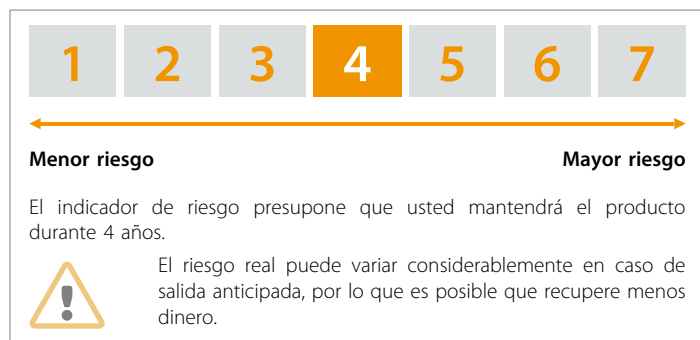 1 2 3 4 5 6 7
Menor riesgo Mayor riesgo
El indicador de riesgo presupone que usted mantendrá el producto
durante 4 años.
El riesgo real puede variar considerablemente en caso de
salida anticipada, por lo que es posible que recupere menos
dinero.